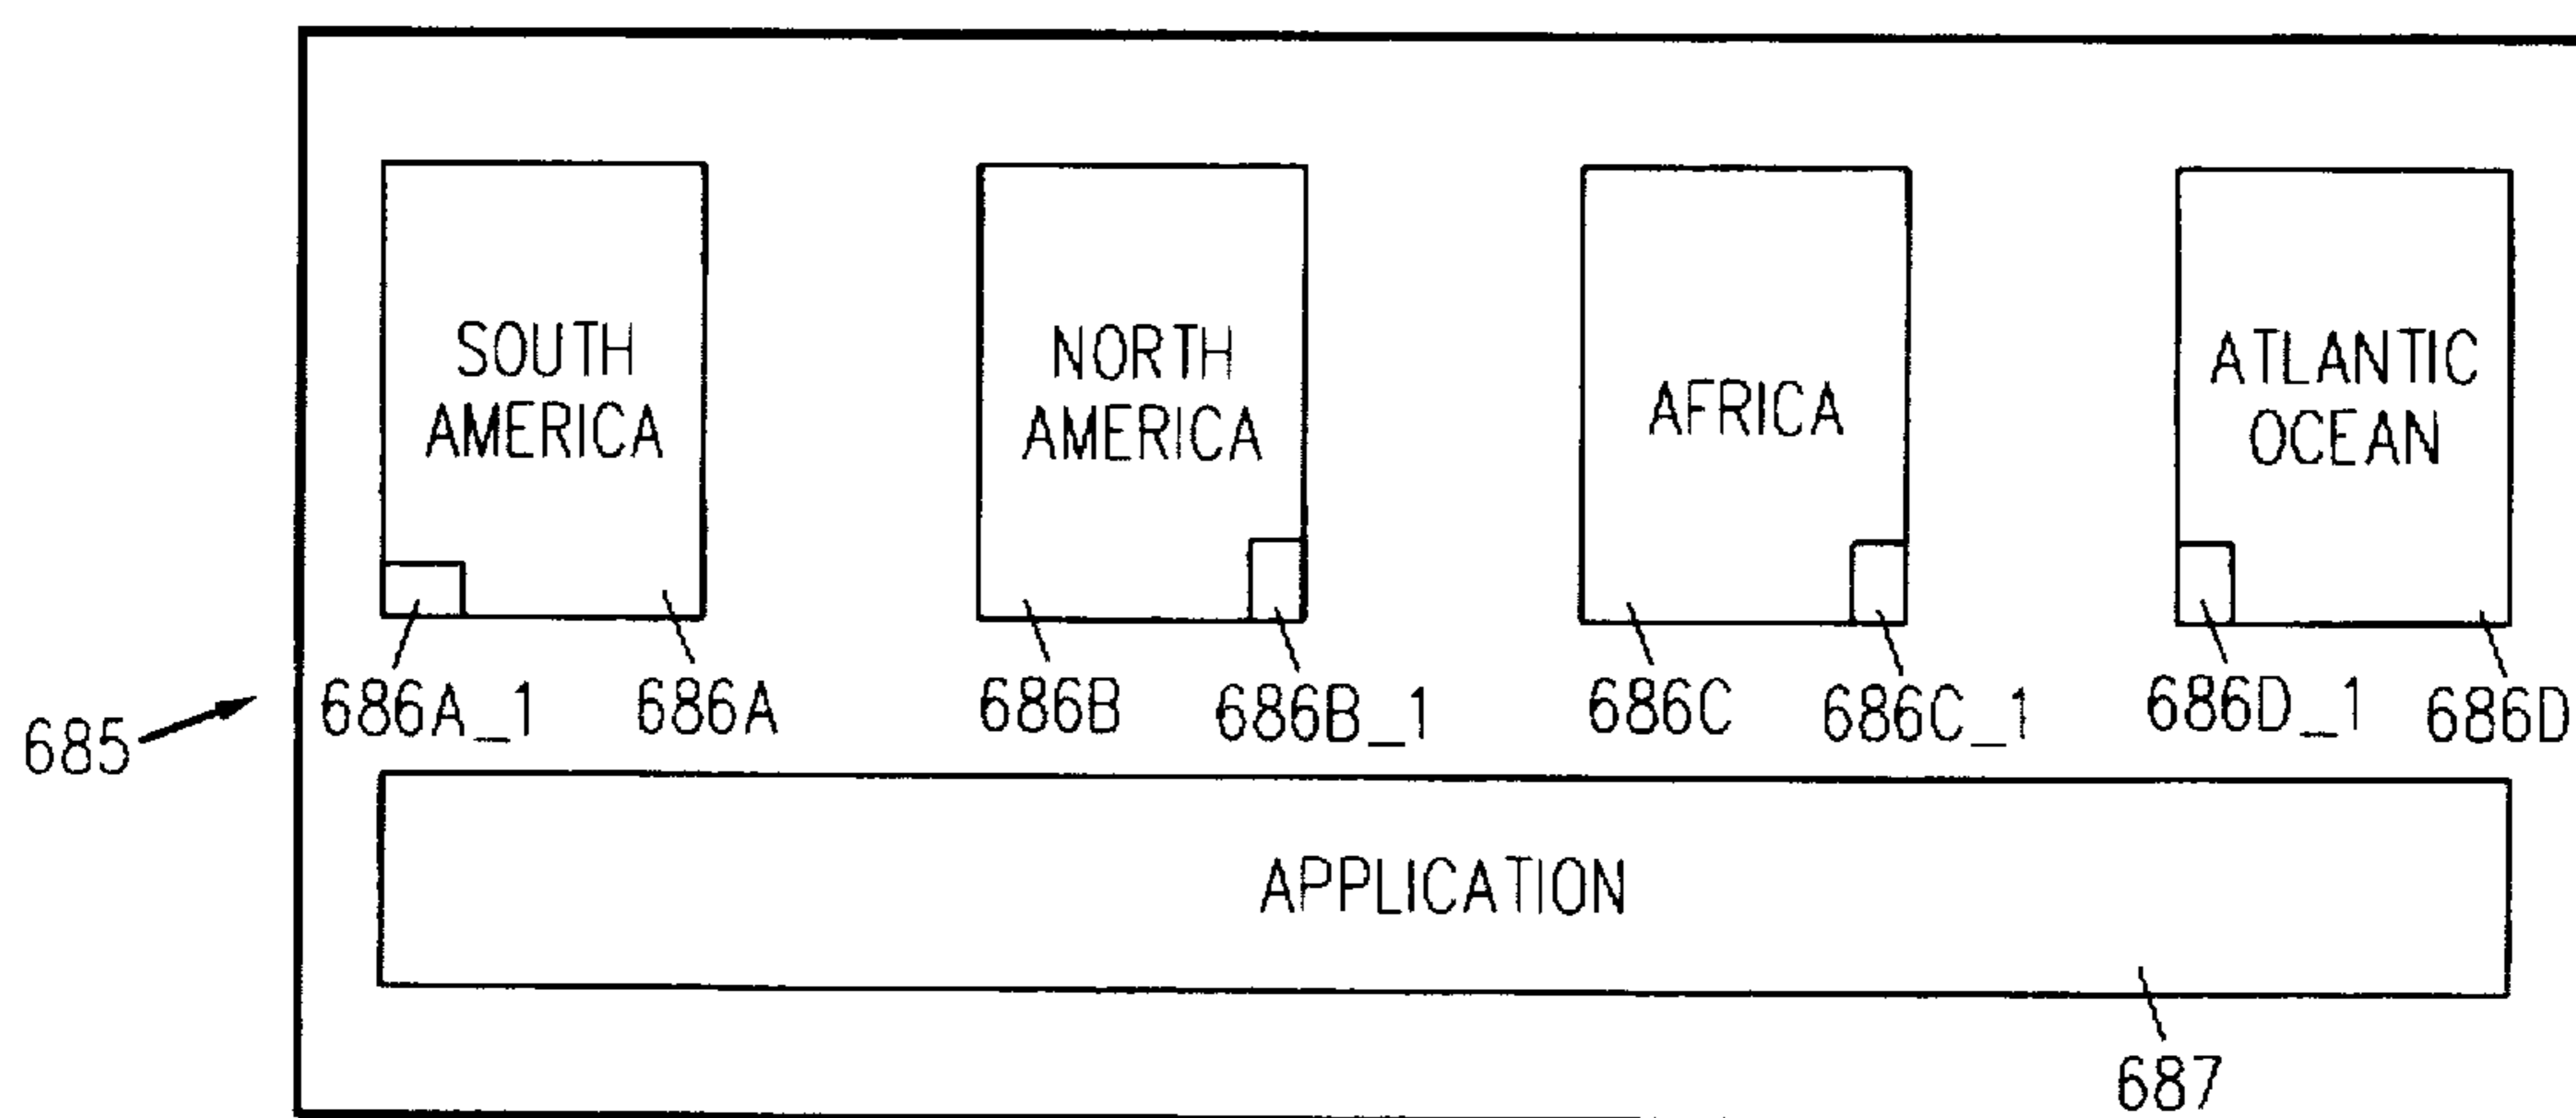 SOUTH
AMERICA
NORTH
AMERICA
AFRICA
ATLANTIC
OCEAN
686A_1
686A
686B
686B_1
686C
686C_1
686D_1
686D
685
APPLICATION
687